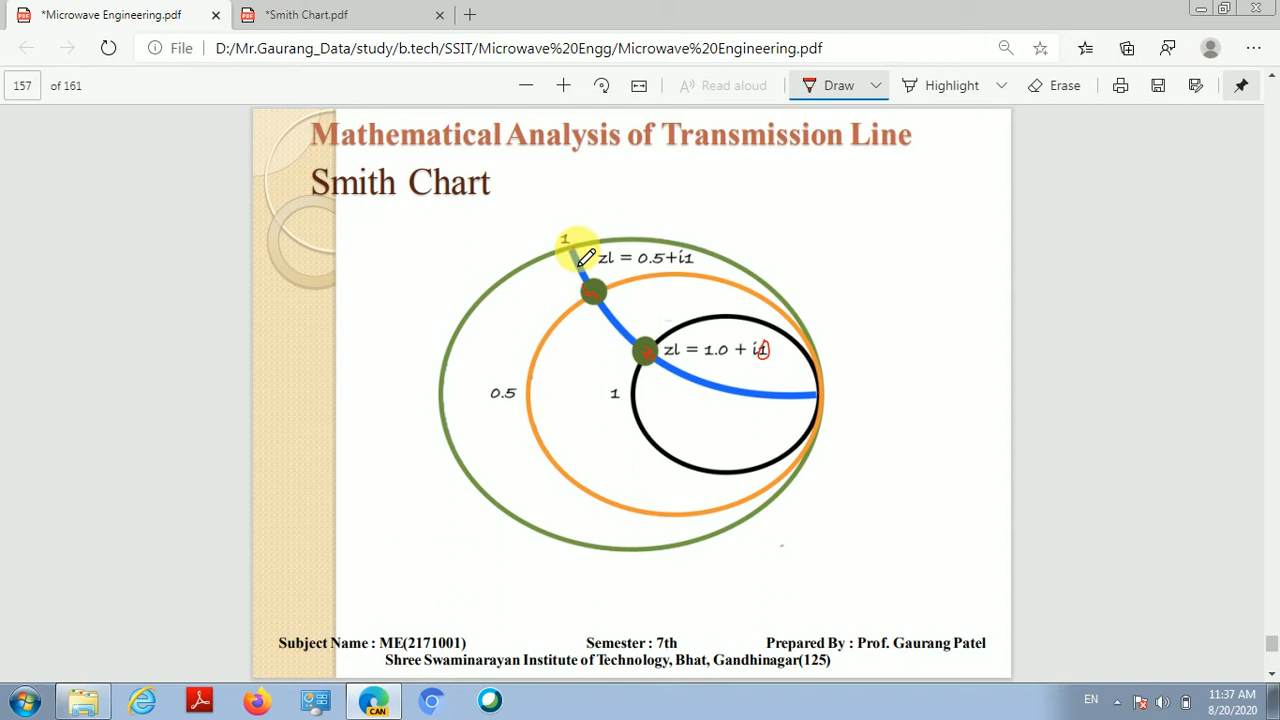 *Microwave Engineering.pdf
*Smith Chart.pdf
File
D:/Mr.Gaurang_Data/study/b.tech/SSIT/Microwave%20Engg/Microwave%20Engineering.pdf
157 of 161
Read aloud
Draw
Highlight
Erase
Mathematical Analysis of Transmission Line
Smith Chart
1
zl = 0.5+i1
zl = 1.0 + i1
0.5
1
Subject Name : ME(2171001)
Semester : 7th
Prepared By : Prof. Gaurang Patel
Shree Swaminarayan Institute of Technology, Bhat, Gandhinagar(125)
CAN
EN
11:37 AM
8/20/2020